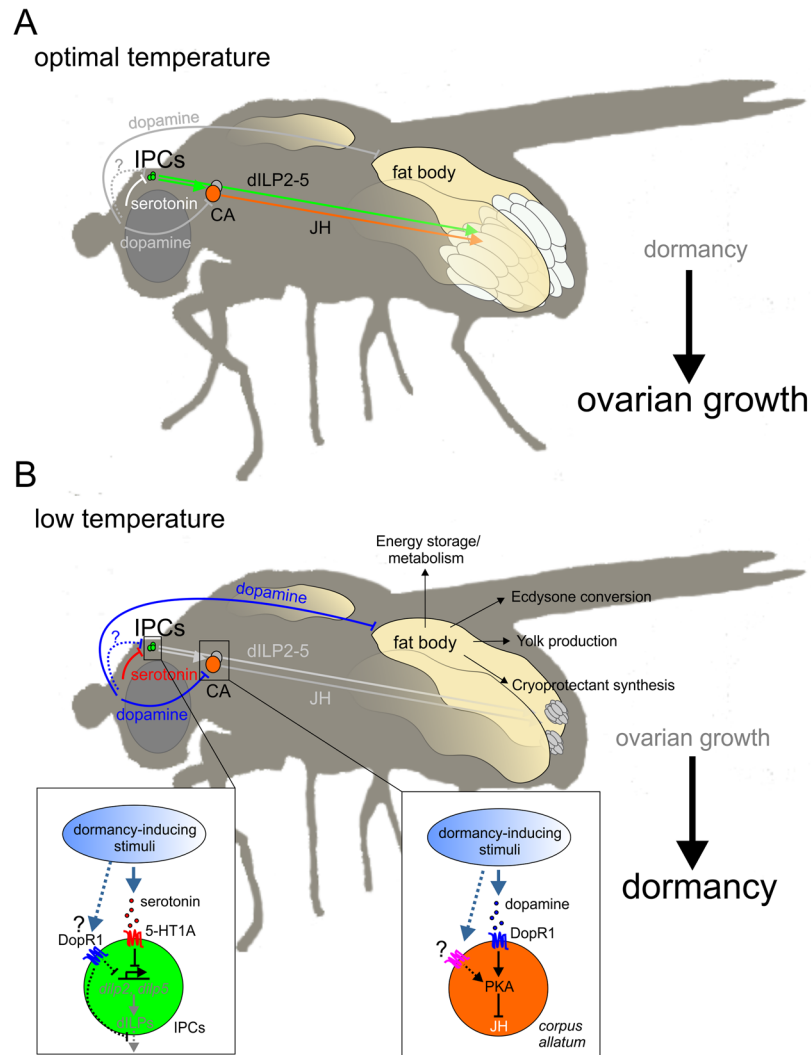 A
optimal temperature
dopamine
?
IPCs
fat body
dILP2-5
serotonin
CA
JH
dopamine
dormancy
ovarian growth
B
low temperature
Energy storage/
metabolism
dopamine
Ecdysone conversion
?
IPCs
fat body
Yolk production
dILP2-5
serotonin
Cryoprotectant synthesis
CA
JH
dopamine
ovarian growth
dormancy
dormancy-inducing
stimuli
serotonin
?
5-HT1A
DopR1
dilp2, dilp5
dILPs
IPCs
dormancy-inducing
stimuli
dopamine
DopR1
?
PKA
JH
corpus
allatum